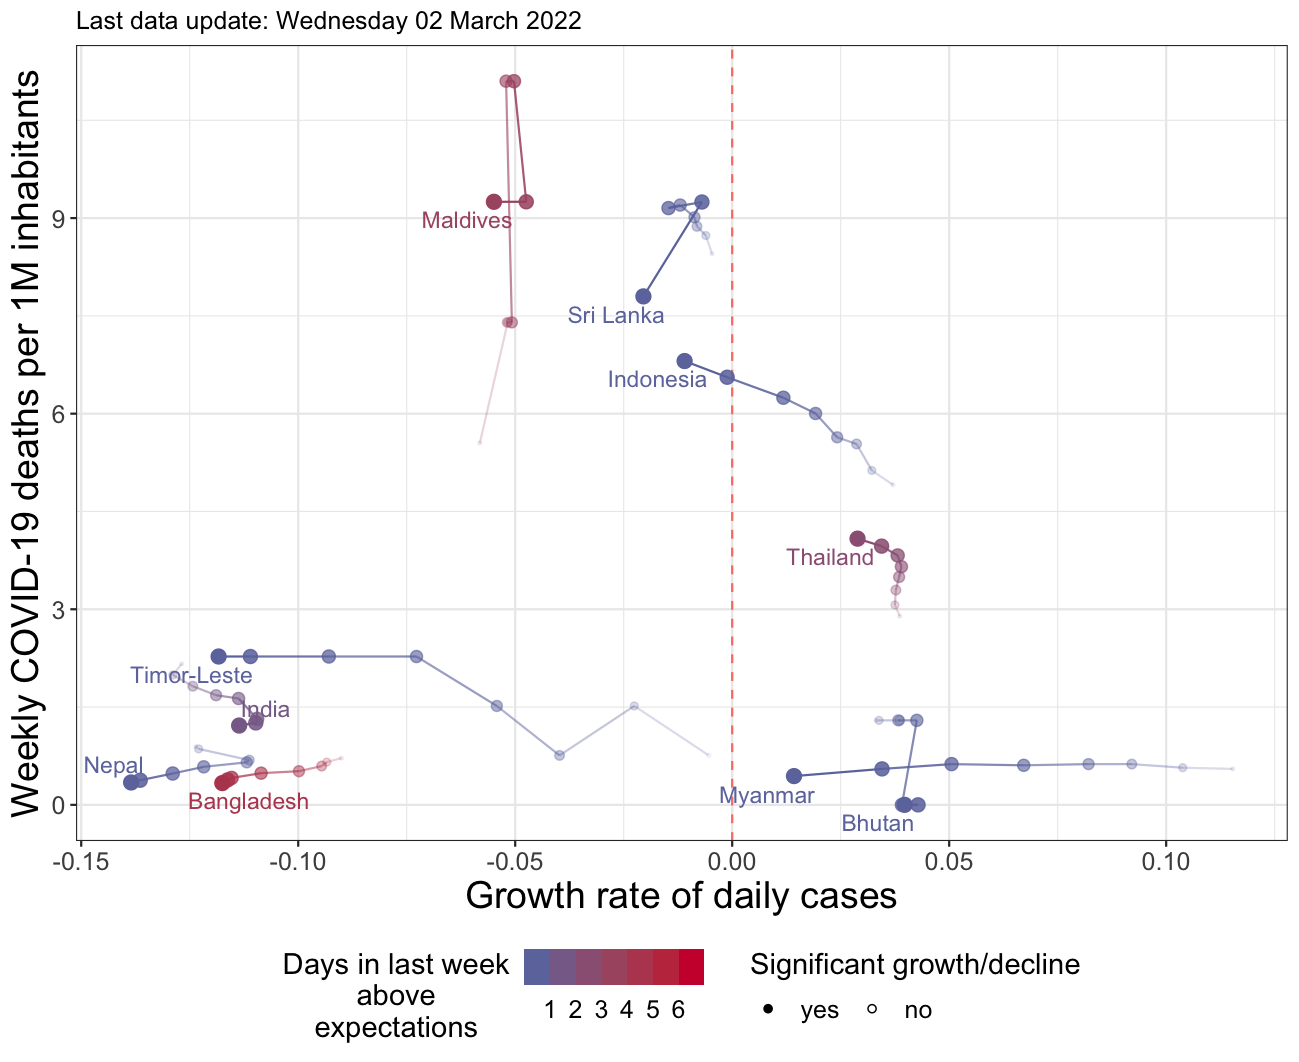 Last data update: Wednesday 02 March 2022
Weekly COVID-19 deaths per 1M inhabitants
9
6
3
0
Maldives
Sri Lanka
Indonesia
Thailand
Timor-Leste
India
Nepal
Bangladesh
Myanmar
Bhutan
-0.15 -0.10 -0.05 0.00 0.05 0.10
Growth rate of daily cases
Days in last week
above
expectations
1 2 3 4 5 6
Significant growth/decline
yes no